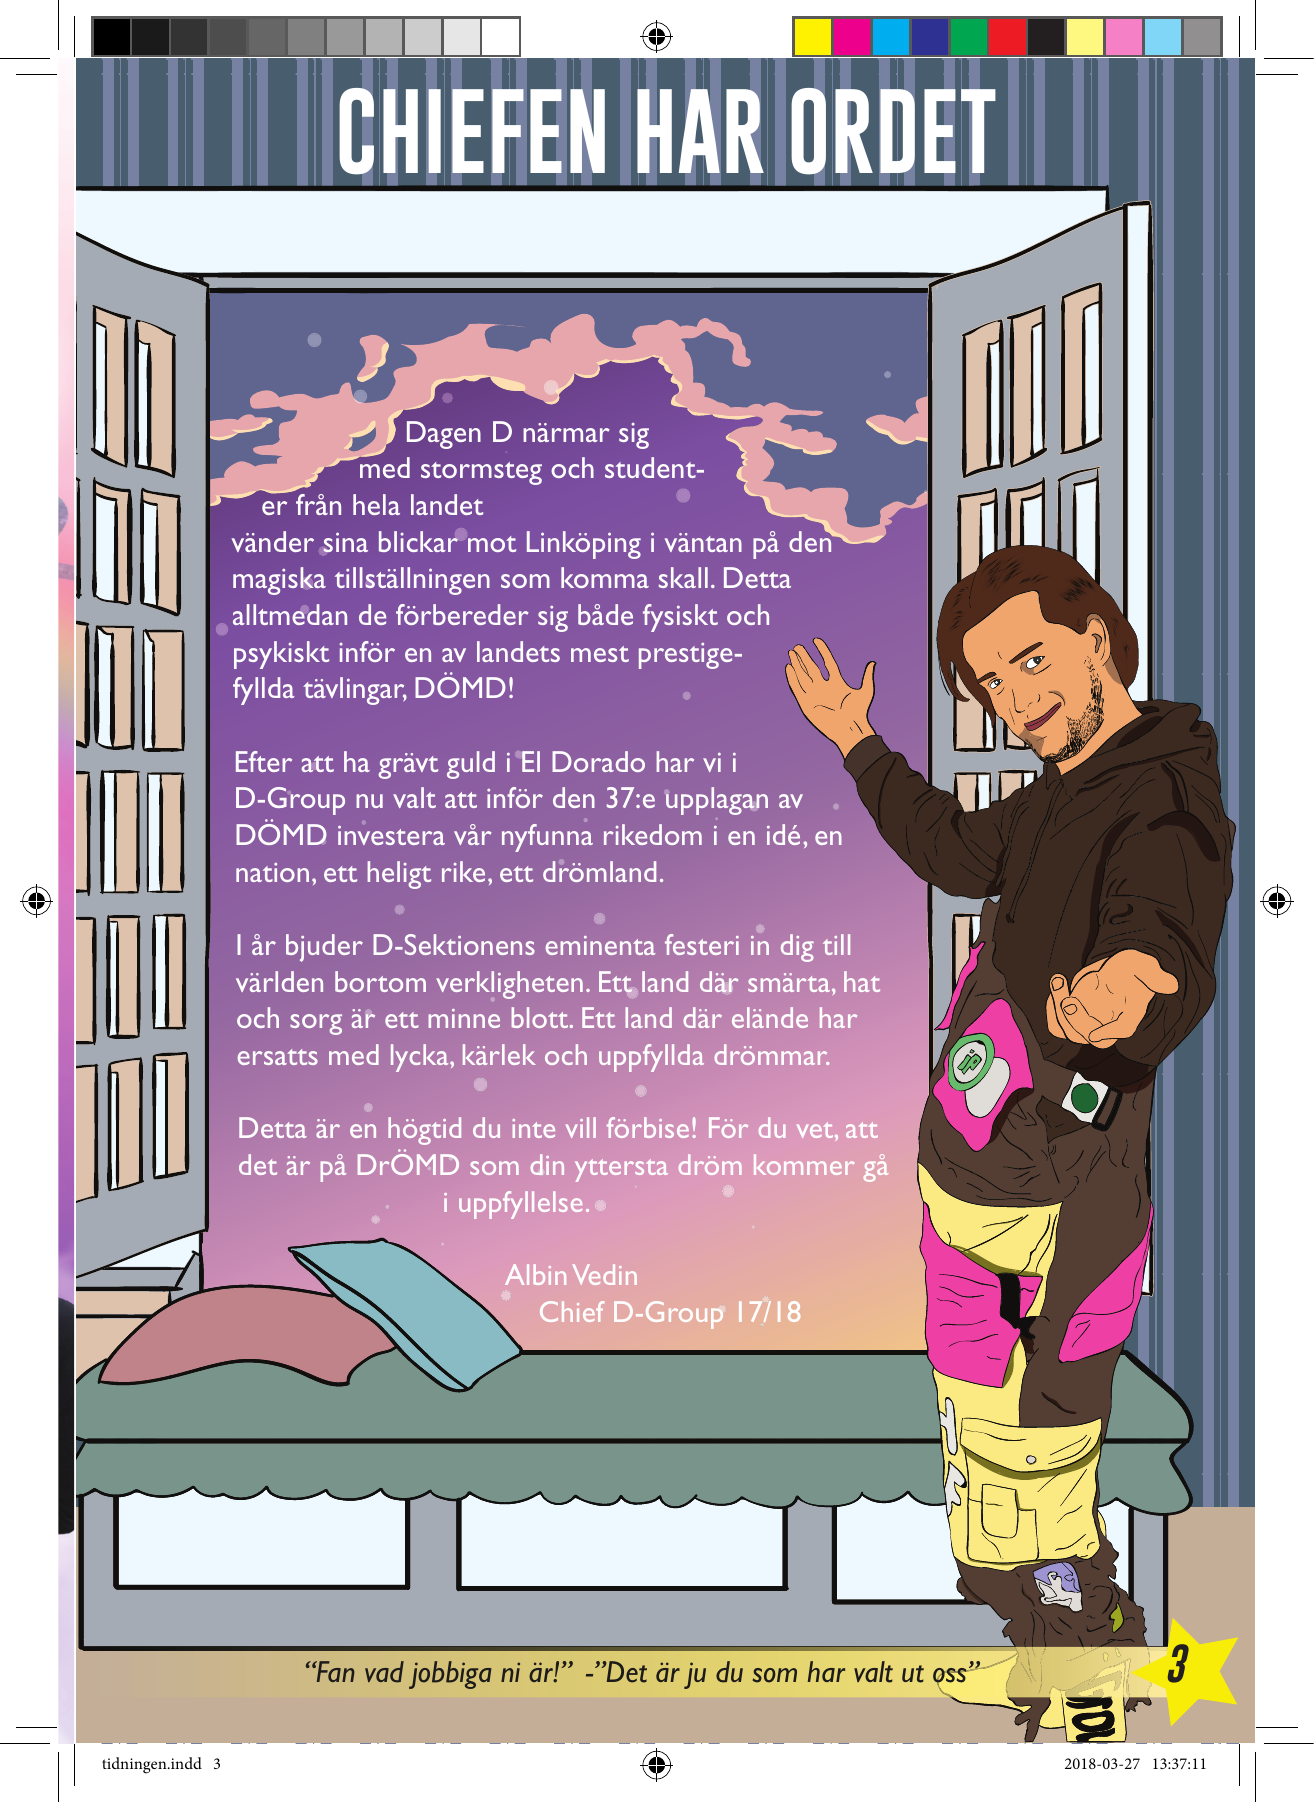 CHIEFEN HAR ORDET
Dagen D närmar sig
med stormsteg och student-
er från hela landet
vänder sina blickar mot Linköping i väntan på den
magiska tillställningen som komma skall. Detta
alltmedan de förbereder sig både fysiskt och
psykiskt inför en av landets mest prestige-
fyllda tävlingar, DÖMD!
Efter att ha grävt guld i El Dorado har vi i
D-Group nu valt att inför den 37:e upplagan av
DÖMD investera vår nyfunna rikedom i en idé, en
nation, ett heligt rike, ett drömland.
I år bjuder D-Sektionens eminenta festeri in dig till
världen bortom verkligheten. Ett land där smärta, hat
och sorg är ett minne blott. Ett land där elände har
ersatts med lycka, kärlek och uppfyllda drömmar.
Detta är en högtid du inte vill förbise! För du vet, att
det är på DrÖMD som din yttersta dröm kommer gå
i uppfyllelse.
Albin Vedin
Chief D-Group 17/18
“Fan vad jobbiga ni är!” -”Det är ju du som har valt ut oss”
3
tidningen.indd 3
2018-03-27 13:37:11